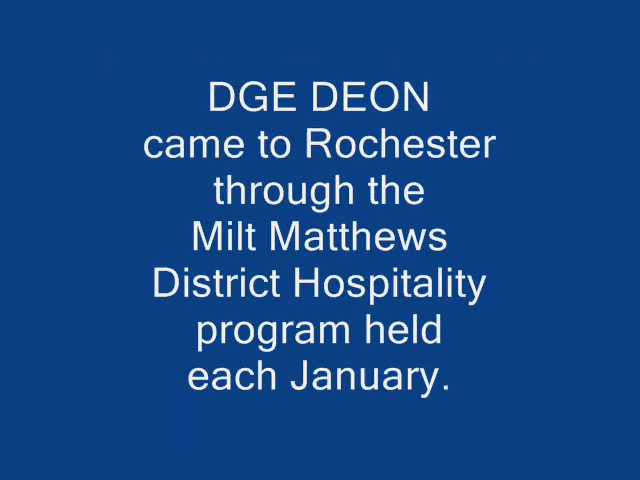 DGE DEON
came to Rochester
through the
Milt Matthews
District Hospitality
program held
each January.